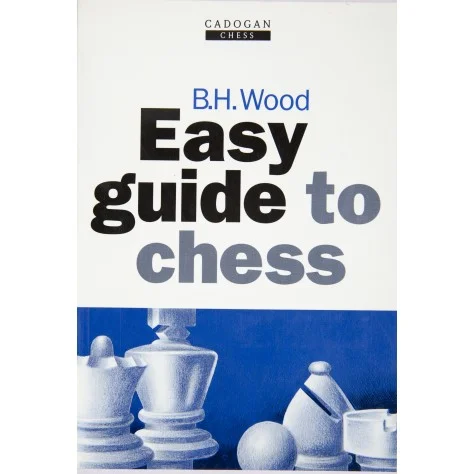 CADOGAN
CHESS
B.H. Wood
Easy
guide to
chess